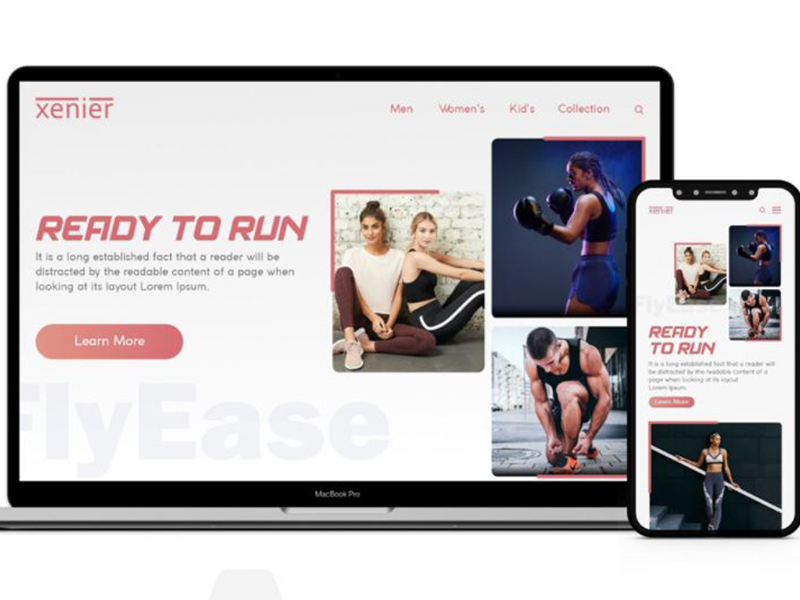 xenier
Men Women's Kid's Collection
READY TO RUN
It is a long established fact that a reader will be
distracted by the readable content of a page when
looking at its layout Lorem Ipsum.
Learn More
FlyEase
MacBook Pro
xenier
FlyEase
READY
TO RUN
It is a long established fact that a reader will
be distracted by the readable content of a
page when looking at its layout
Lorem Ipsum.
Learn More